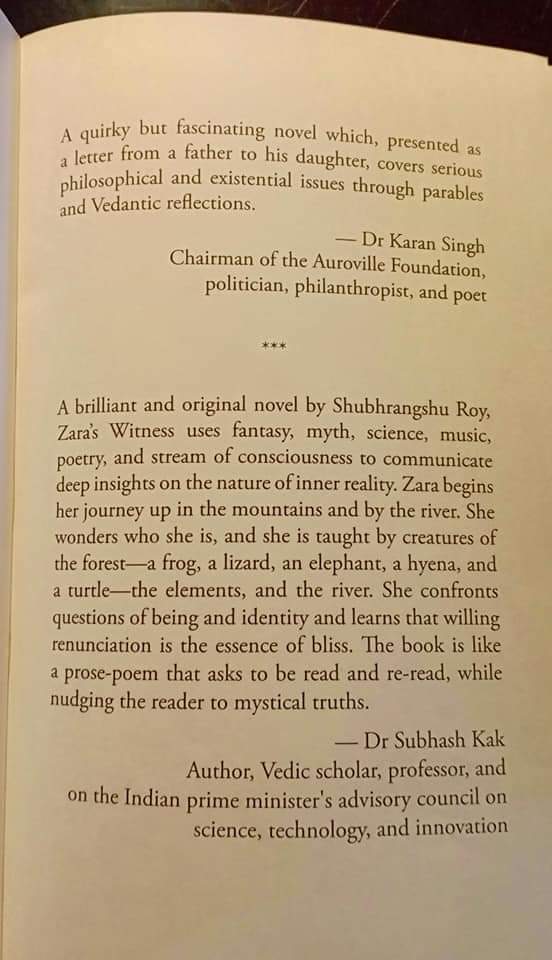 A quirky but fascinating novel which, presented as
a letter from a father to his daughter, covers serious
philosophical and existential issues through parables
and Vedantic reflections.
— Dr Karan Singh
Chairman of the Auroville Foundation,
politician, philanthropist, and poet
***
A brilliant and original novel by Shubhrangshu Roy,
Zara's Witness uses fantasy, myth, science, music,
poetry, and stream of consciousness to communicate
deep insights on the nature of inner reality. Zara begins
her journey up in the mountains and by the river. She
wonders who she is, and she is taught by creatures of
the forest—a frog, a lizard, an elephant, a hyena, and
a turtle—the elements, and the river. She confronts
questions of being and identity and learns that willing
renunciation is the essence of bliss. The book is like
a prose-poem that asks to be read and re-read, while
nudging the reader to mystical truths.
— Dr Subhash Kak
Author, Vedic scholar, professor, and
on the Indian prime minister's advisory council on
science, technology, and innovation